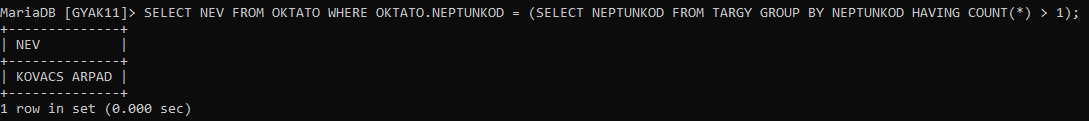 MariaDB [GYAK11]> SELECT NEV FROM OKTATO WHERE OKTATO.NEPTUNKOD = (SELECT NEPTUNKOD FROM TARGY GROUP BY NEPTUNKOD HAVING COUNT(*) > 1);
+--------------+
| NEV          |
+--------------+
| KOVACS ARPAD |
+--------------+
1 row in set (0.000 sec)